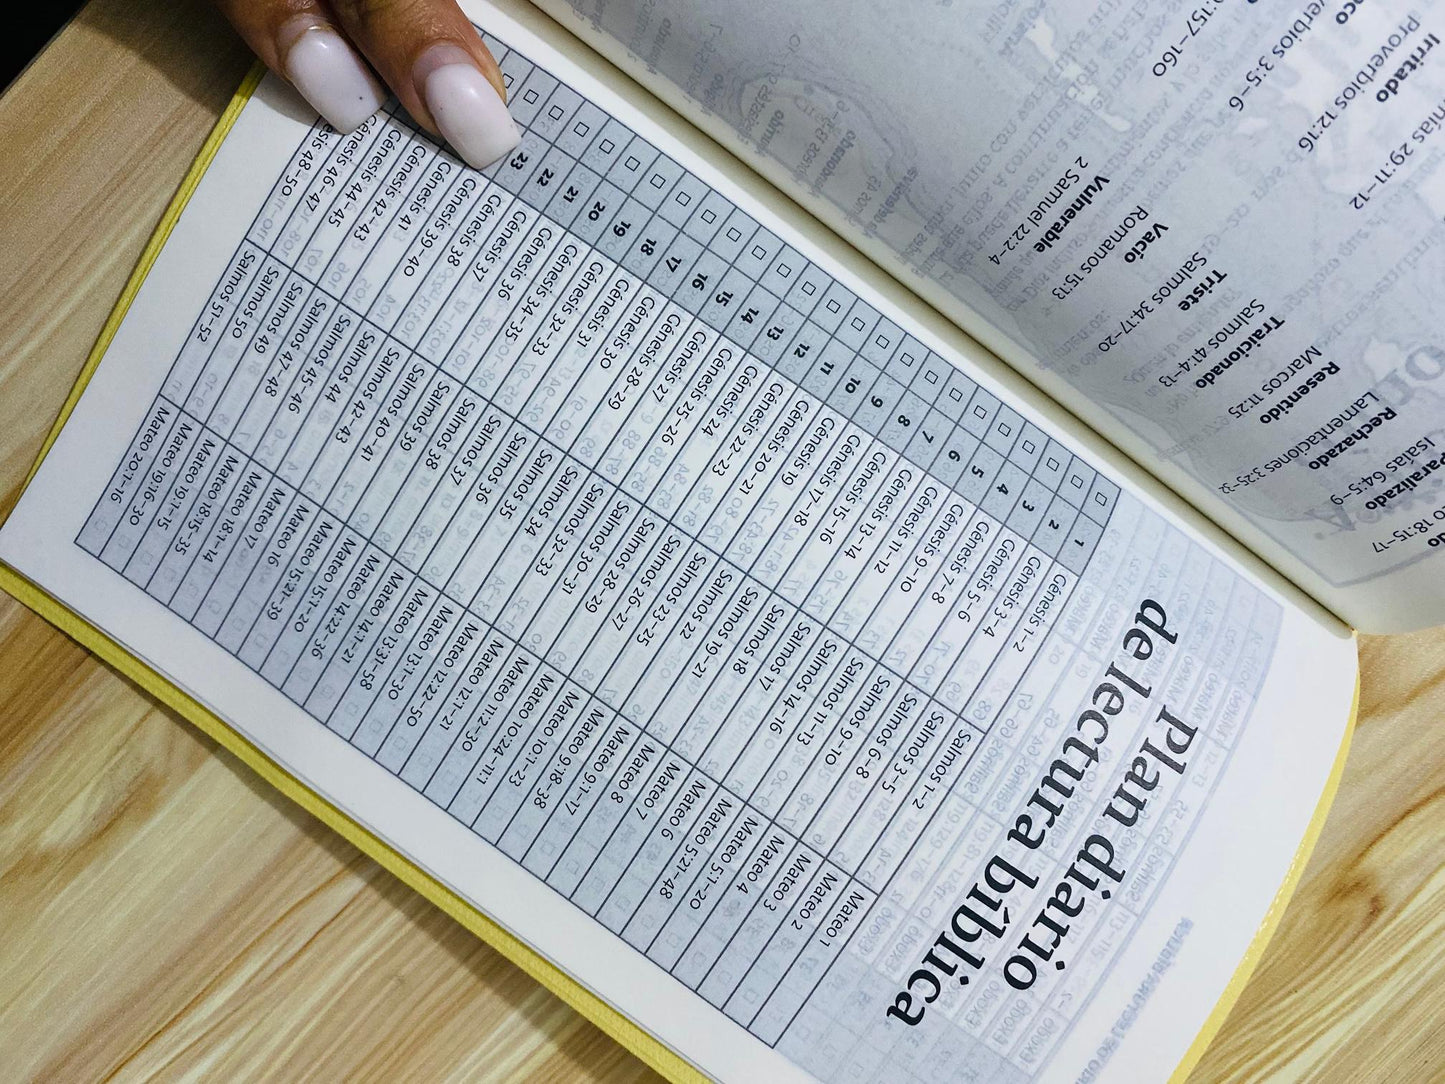 Irritado
Proverbios 12:16
3:5–6
29:11–12
:157–160
18:15–17
Paralizado
Isaías 64:5–9
Rechazado
Lamentaciones 3:25-32
Resentido
Marcos 11:25
Traicionado
Salmos 41:4–13
Triste
Salmos 34:17–20
Vacío
Romanos 15:13
Vulnerable
2 Samuel 22:2–4
Plan diario
de lectura bíblica
1 Génesis 1–2 Salmos 1–2 Mateo 1
2 Génesis 3–4 Salmos 3–5 Mateo 2
3 Génesis 5–6 Salmos 6–8 Mateo 3
4 Génesis 7–8 Salmos 9–10 Mateo 4
5 Génesis 9–10 Salmos 11–13 Mateo 5:1–20
6 Génesis 11–12 Salmos 14–16 Mateo 5:21–48
7 Génesis 13–14 Salmos 17 Mateo 6
8 Génesis 15–16 Salmos 18 Mateo 7
9 Génesis 17–18 Salmos 19–21 Mateo 8
10 Génesis 19 Salmos 22 Mateo 9:1–17
11 Génesis 20–21 Salmos 23–25 Mateo 9:18–38
12 Génesis 22–23 Salmos 26–27 Mateo 10:1–23
13 Génesis 24 Salmos 28–29 Mateo 10:24–11:1
14 Génesis 25–26 Salmos 30–31 Mateo 11:2–30
15 Génesis 27 Salmos 32–33 Mateo 12:1–21
16 Génesis 28–29 Salmos 34 Mateo 12:22–50
17 Génesis 30 Salmos 35 Mateo 13:1–30
18 Génesis 31 Salmos 36 Mateo 13:31–58
19 Génesis 32–33 Salmos 37 Mateo 14:1–21
20 Génesis 34–35 Salmos 38 Mateo 14:22–36
21 Génesis 36 Salmos 39 Mateo 15:1–20
22 Génesis 37 Salmos 40–41 Mateo 15:21–39
23 Génesis 38 Salmos 42–43 Mateo 16
Génesis 39–40 Salmos 44 Mateo 17
Génesis 41 Salmos 45–46 Mateo 18:1–14
Génesis 42–43 Salmos 47–48 Mateo 18:15–35
Génesis 44–45 Salmos 49 Mateo 19:1–15
Génesis 46–47 Salmos 50 Mateo 19:16–30
48–50 Salmos 51–52 Mateo 20:1–16